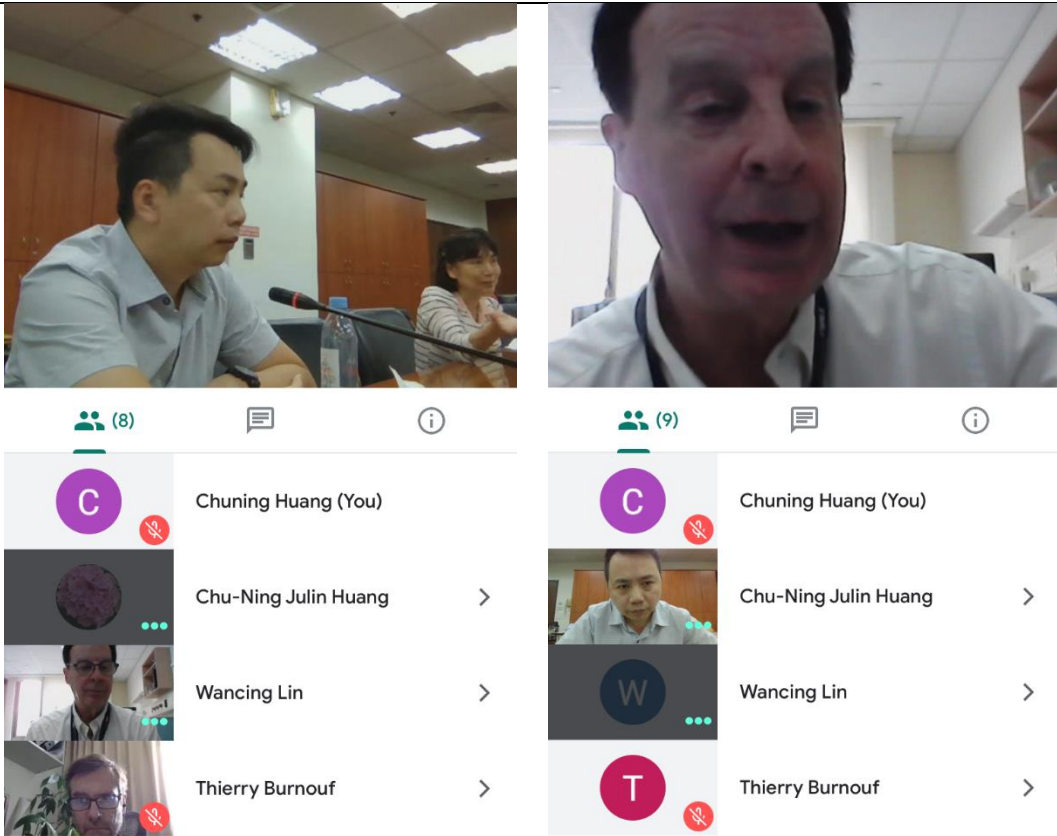 (8)
C
Chuning Huang (You)
Chu-Ning Julin Huang
Wancing Lin
Thierry Burnouf
(9)
C
Chuning Huang (You)
Chu-Ning Julin Huang
W
Wancing Lin
T
Thierry Burnouf